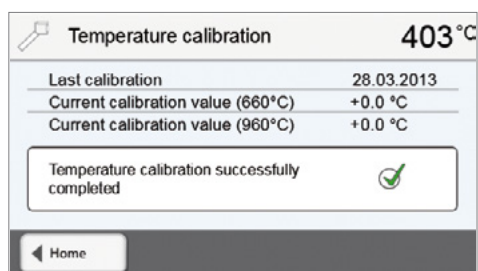 Temperature calibration 403°C
Last calibration 28.03.2013
Current calibration value (660°C) +0.0 °C
Current calibration value (960°C) +0.0 °C
Temperature calibration successfully
completed
Home